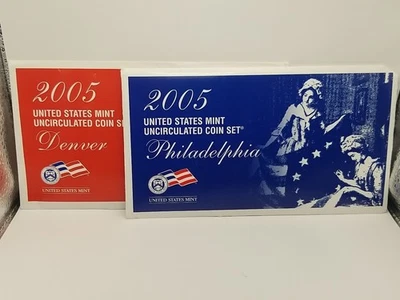 2005
UNITED STATES MINT
UNCIRCULATED COIN S
Denver
UNITED STATES MINT
2005
UNITED STATES MINT
UNCIRCULATED COIN SET®
Philadelphia
UNITED STATES MINT